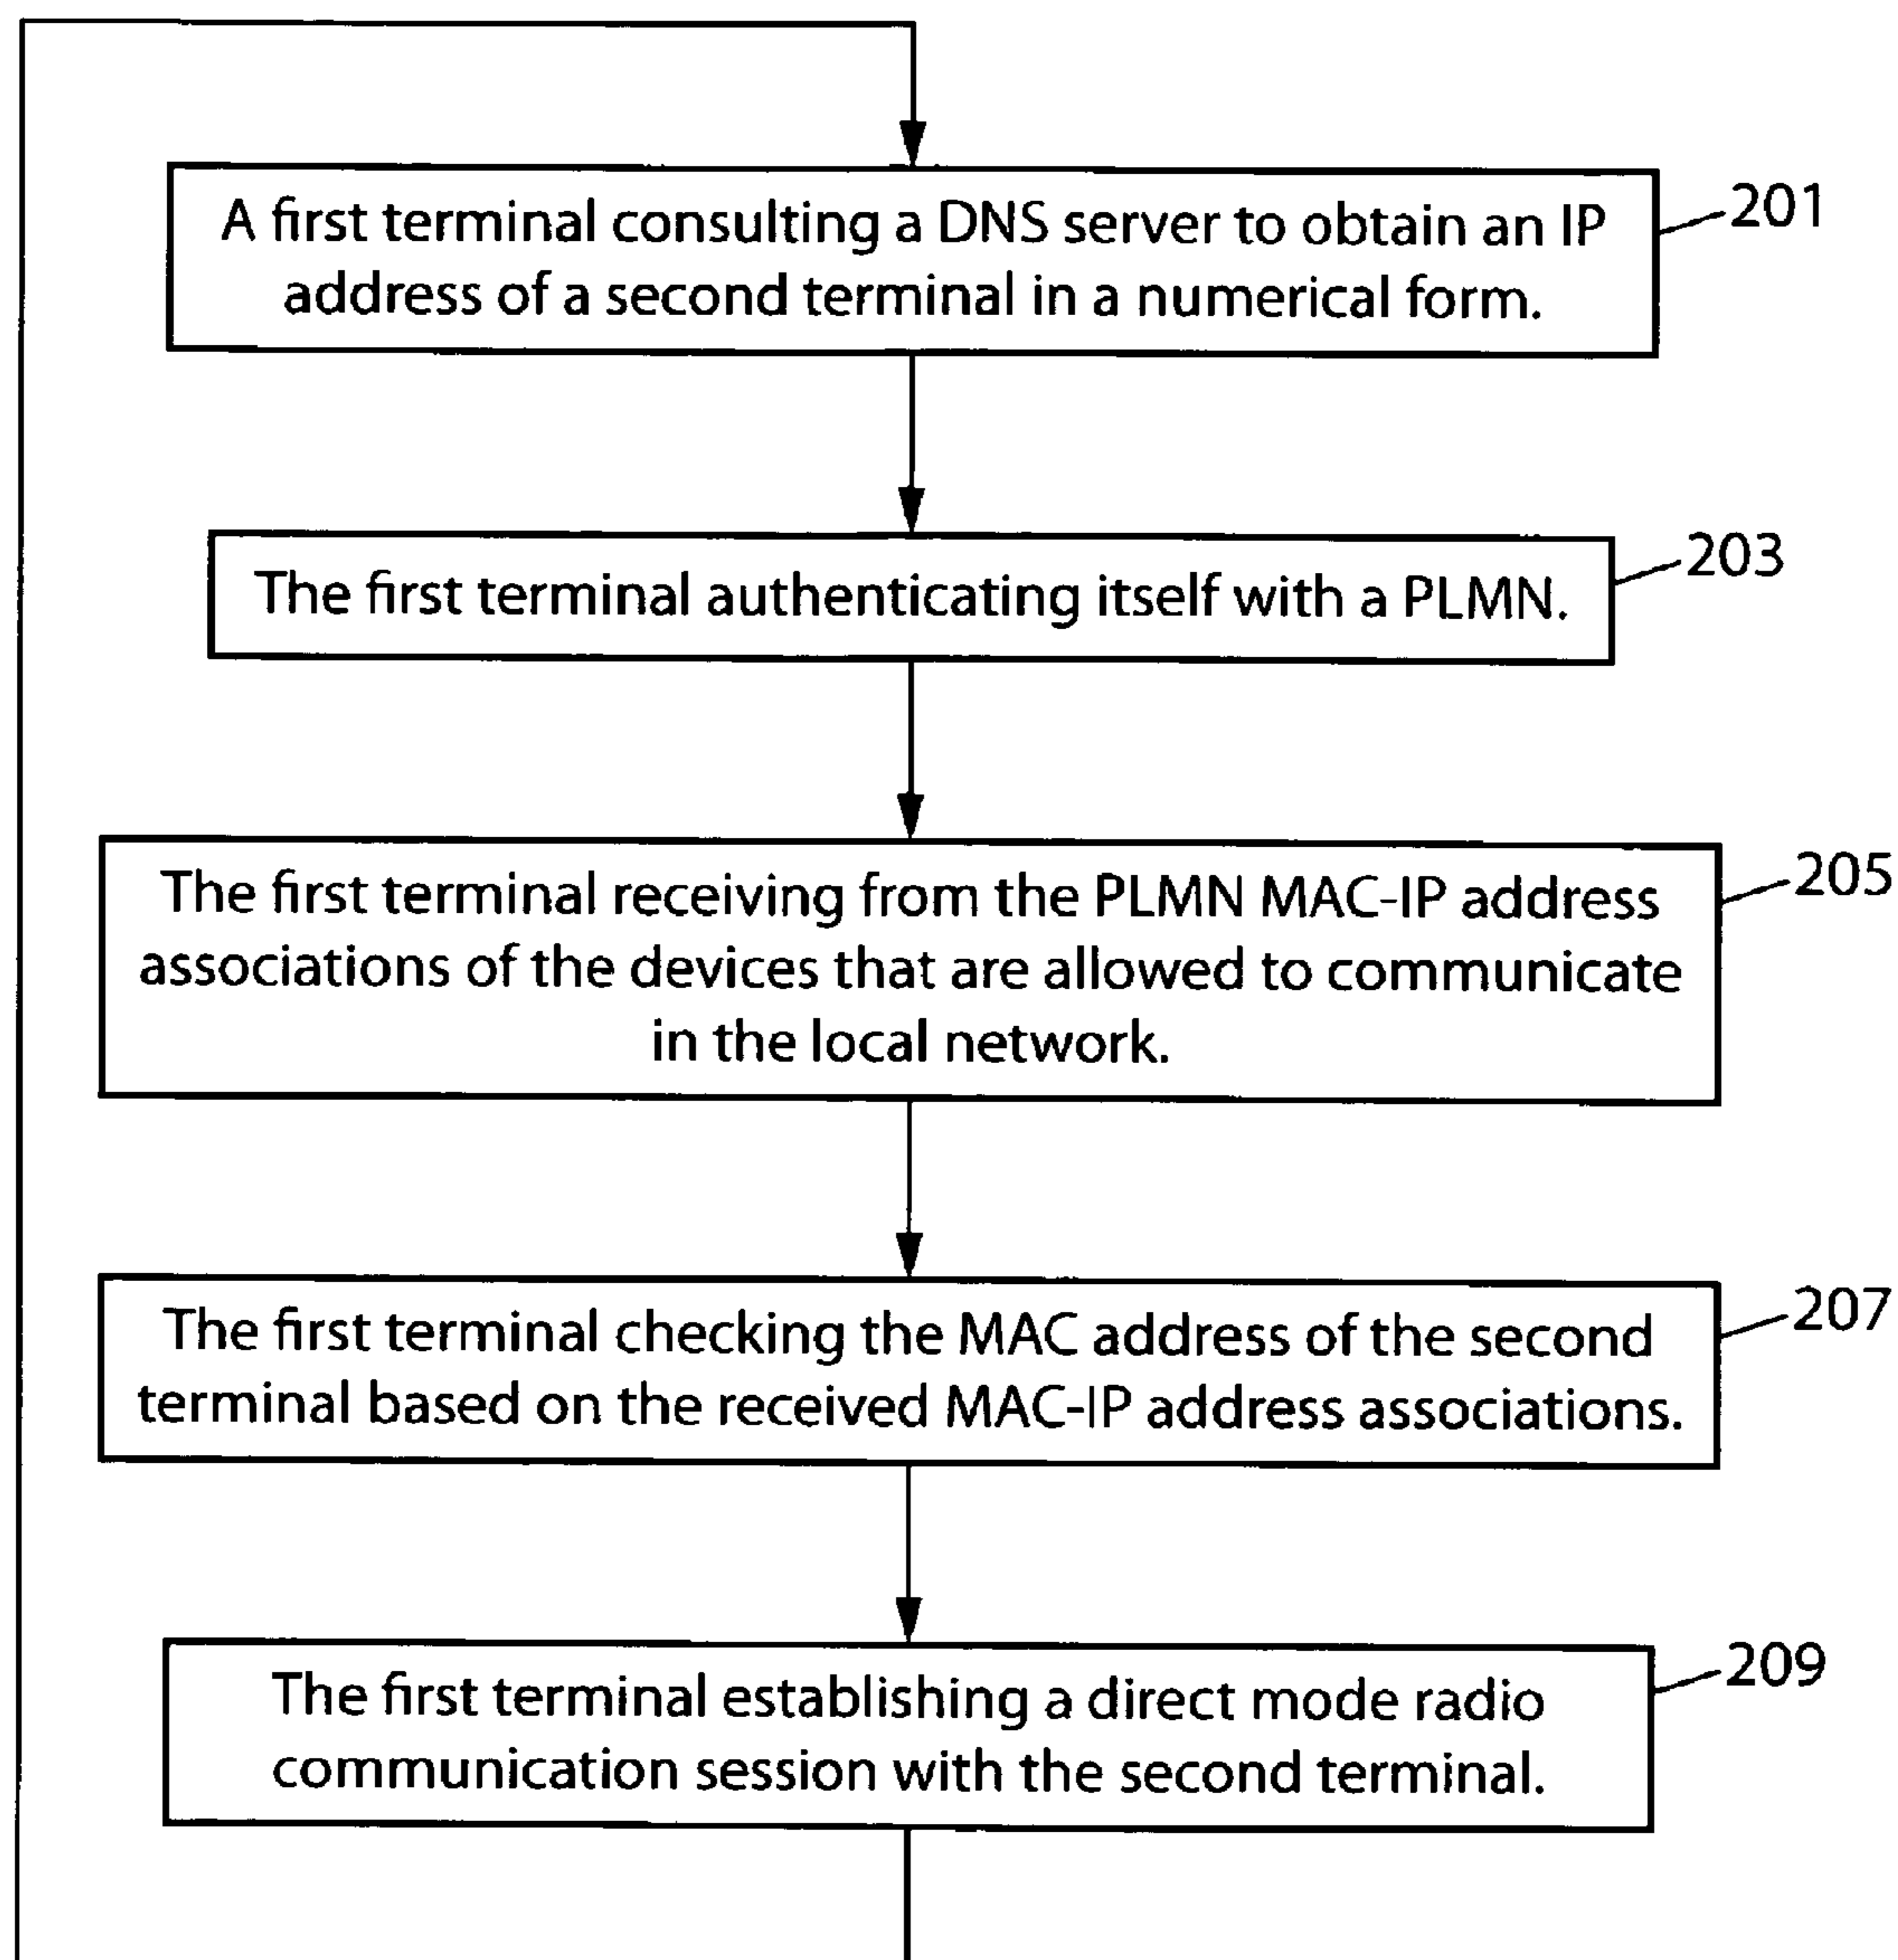 A first terminal consulting a DNS server to obtain an IP
address of a second terminal in a numerical form.
201
The first terminal authenticating itself with a PLMN.
203
The first terminal receiving from the PLMN MAC-IP address
associations of the devices that are allowed to communicate
in the local network.
205
The first terminal checking the MAC address of the second
terminal based on the received MAC-IP address associations.
207
The first terminal establishing a direct mode radio
communication session with the second terminal.
209